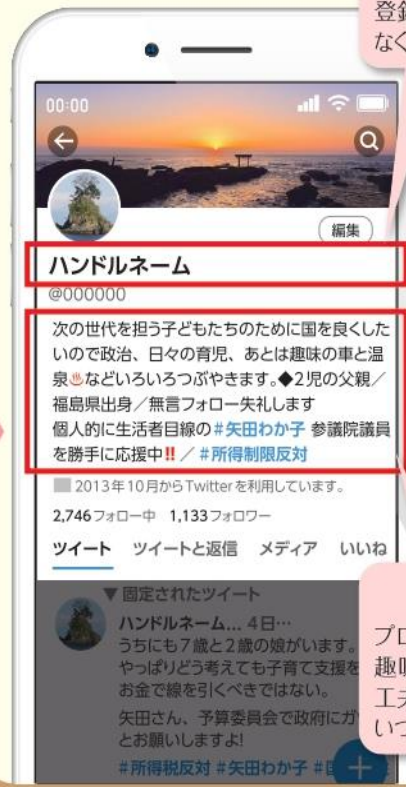 登録
なく
00:00
編集
ハンドルネーム
@000000
次の世代を担う子どもたちのために国を良くした
いので政治、日々の育児、あとは趣味の車と温
泉♨などいろいろつぶやきます。◆2児の父親／
福島県出身／無言フォロー失礼します
個人的に生活者目線の#矢田わか子 参議院議員
を勝手に応援中‼／#所得制限反対
2013年10月からTwitterを利用しています。
2,746フォロー中 1,133フォロワー
ツイート ツイートと返信 メディア いいね
▼固定されたツイート
ハンドルネーム… 4日…
うちにも7歳と2歳の娘がいます。
やっぱりどう考えても子育て支援を
お金で線を引くべきではない。
矢田さん、予算委員会で政府にガ
とお願いしますよ!
#所得税反対 #矢田わか子 #
プロ
趣味
工夫
いつ